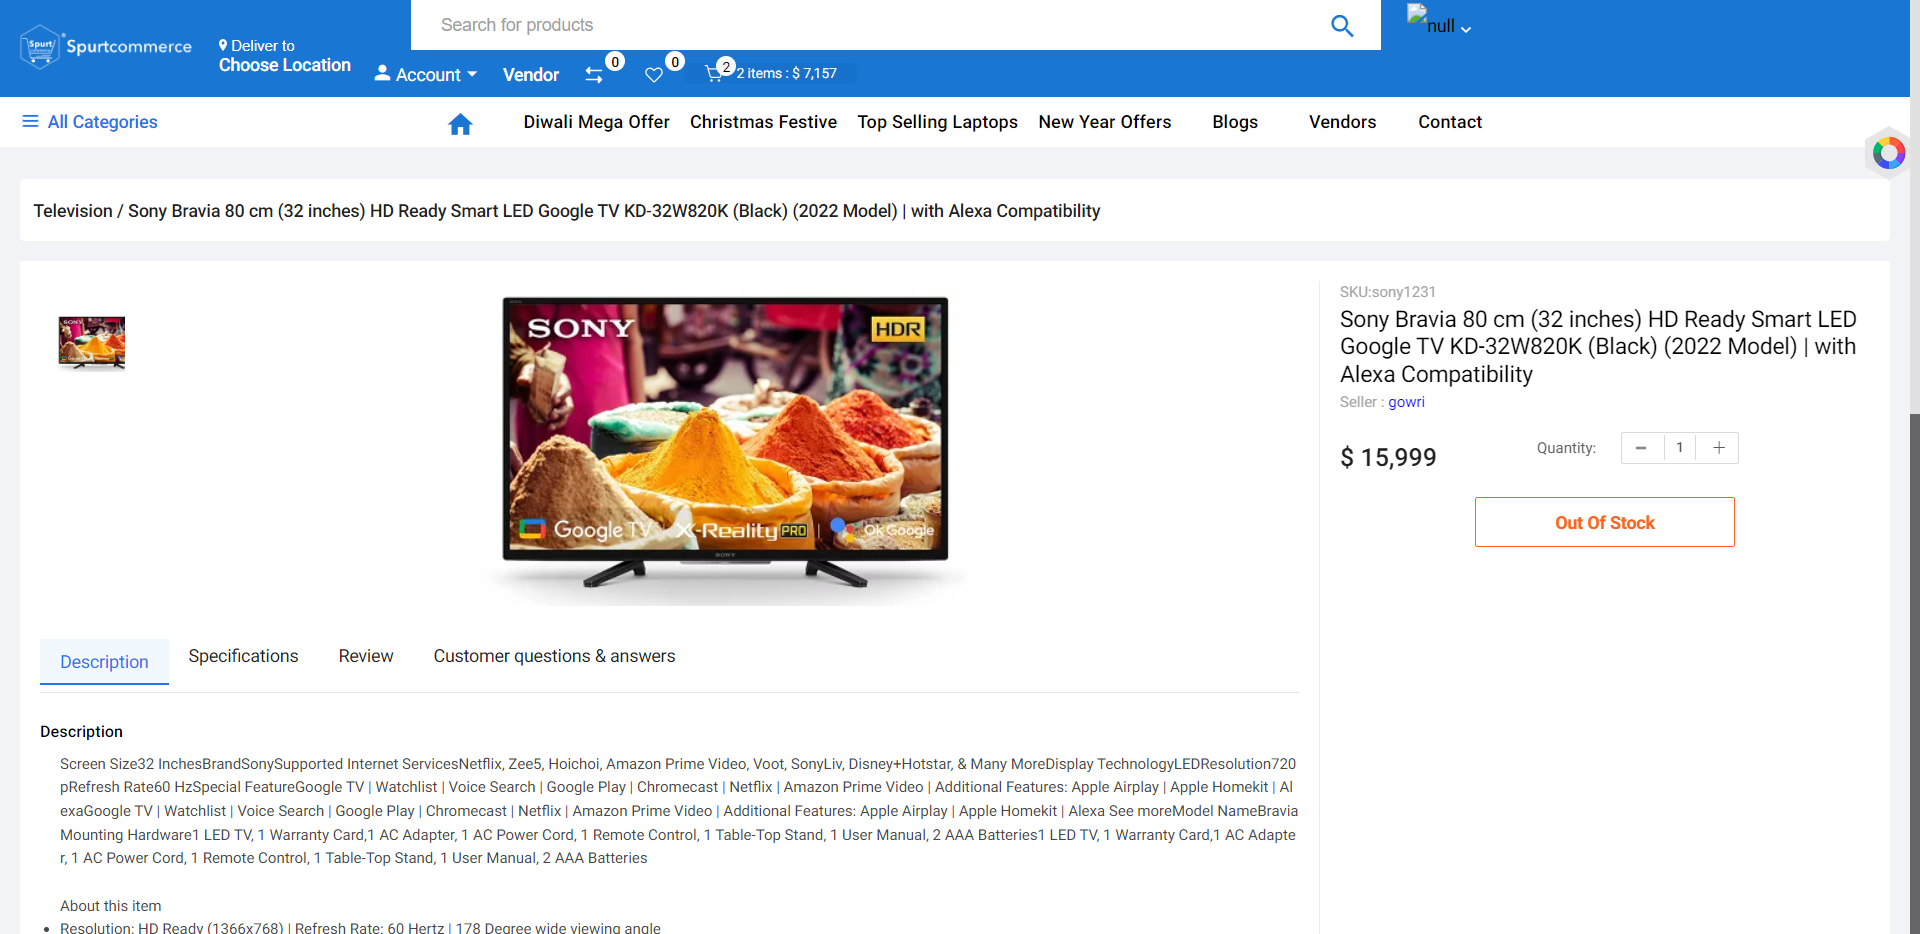 Spurt
Spurtcommerce
Deliver to
Choose Location
Search for products
null
Account
Vendor
0
0
2
2 items : $ 7,157
All Categories
Diwali Mega Offer
Christmas Festive
Top Selling Laptops
New Year Offers
Blogs
Vendors
Contact
Television / Sony Bravia 80 cm (32 inches) HD Ready Smart LED Google TV KD-32W820K (Black) (2022 Model) | with Alexa Compatibility
SONY
HDR
Google TV
X-Reality PRO
Ok Google
SONY
SKU:sony1231
Sony Bravia 80 cm (32 inches) HD Ready Smart LED
Google TV KD-32W820K (Black) (2022 Model) | with
Alexa Compatibility
Seller : gowri
$ 15,999
Quantity:
1
Out Of Stock
Description
Specifications
Review
Customer questions & answers
Description
Screen Size32 InchesBrandSonySupported Internet ServicesNetflix, Zee5, Hoichoi, Amazon Prime Video, Voot, SonyLiv, Disney+Hotstar, & Many MoreDisplay TechnologyLEDResolution720
pRefresh Rate60 HzSpecial FeatureGoogle TV | Watchlist | Voice Search | Google Play | Chromecast | Netflix | Amazon Prime Video | Additional Features: Apple Airplay | Apple Homekit | Al
exaGoogle TV | Watchlist | Voice Search | Google Play | Chromecast | Netflix | Amazon Prime Video | Additional Features: Apple Airplay | Apple Homekit | Alexa See moreModel NameBravia
Mounting Hardware1 LED TV, 1 Warranty Card,1 AC Adapter, 1 AC Power Cord, 1 Remote Control, 1 Table-Top Stand, 1 User Manual, 2 AAA Batteries1 LED TV, 1 Warranty Card,1 AC Adapte
r, 1 AC Power Cord, 1 Remote Control, 1 Table-Top Stand, 1 User Manual, 2 AAA Batteries
About this item
Resolution: HD Ready (1366x768) | Refresh Rate: 60 Hertz | 178 Degree wide viewing angle